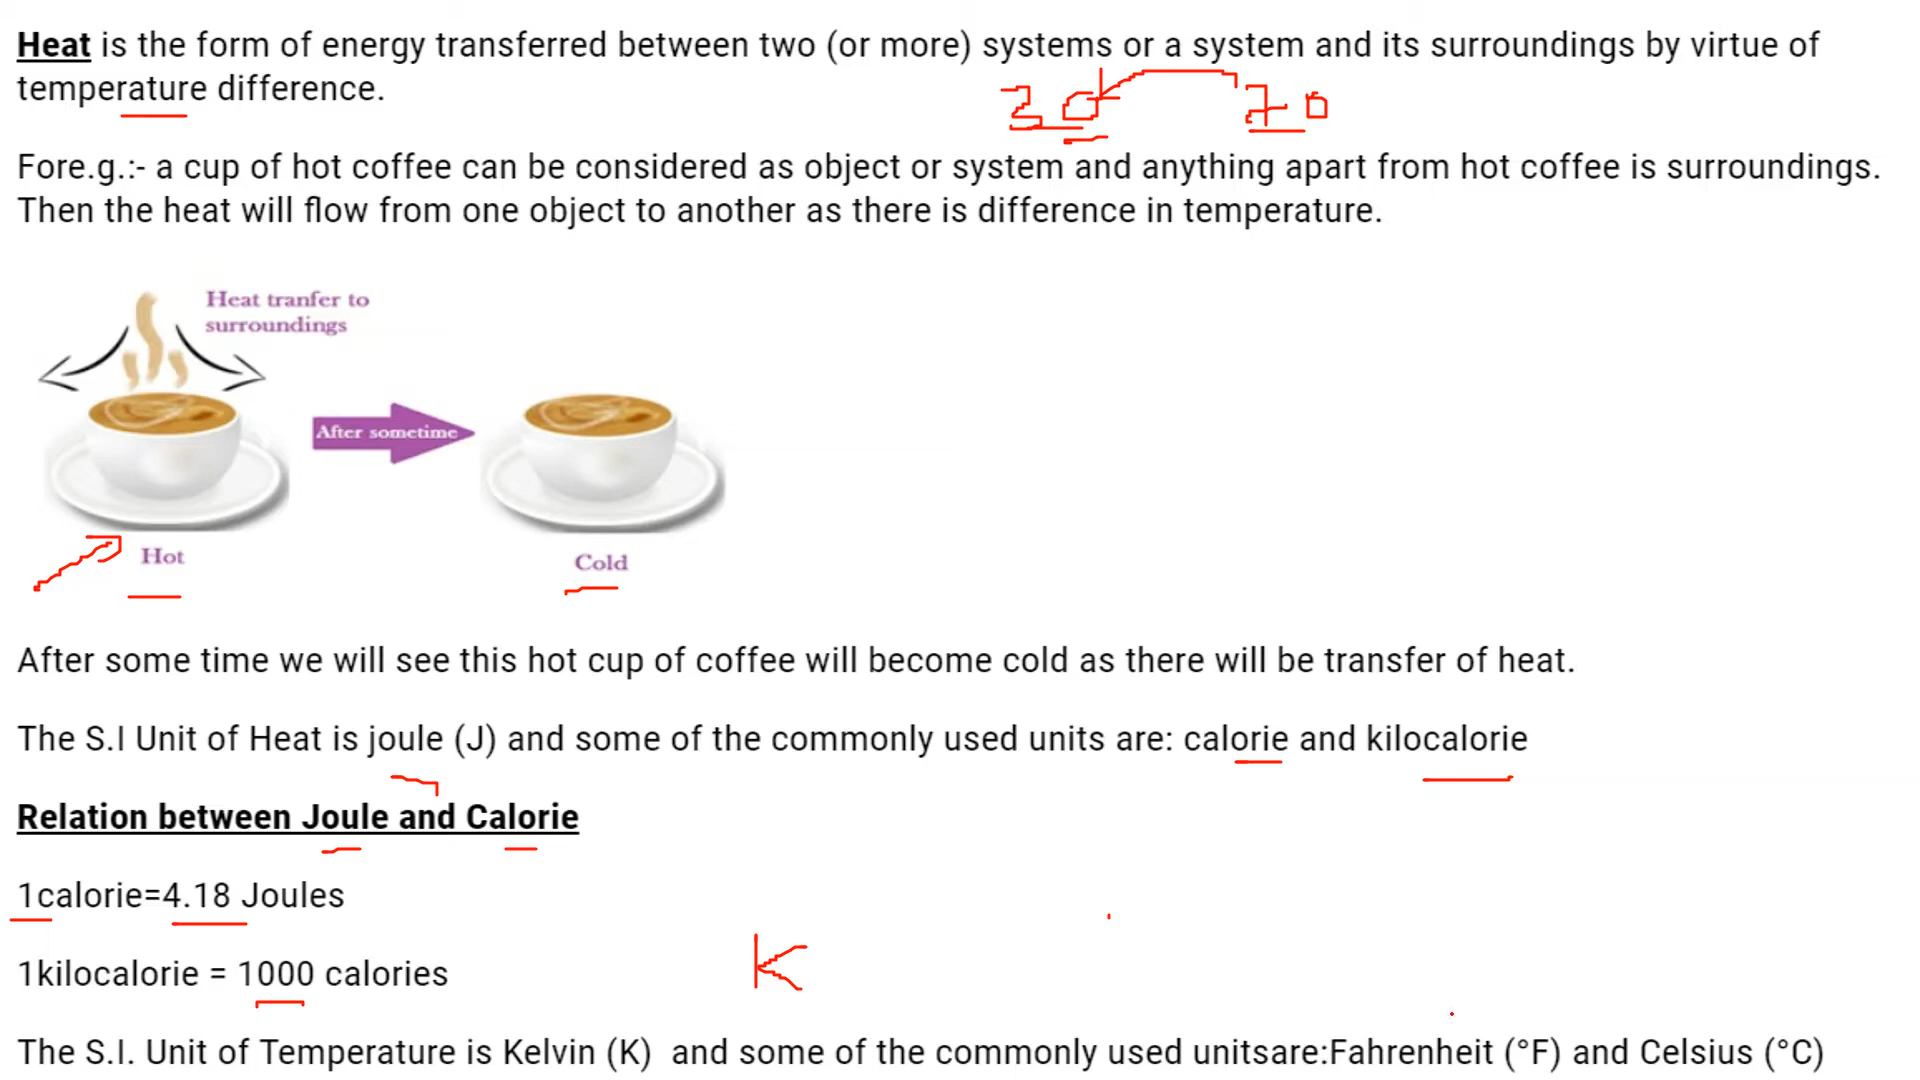 Heat is the form of energy transferred between two (or more) systems or a system and its surroundings by virtue of
temperature difference.
30 70
Fore.g.:- a cup of hot coffee can be considered as object or system and anything apart from hot coffee is surroundings.
Then the heat will flow from one object to another as there is difference in temperature.
Heat tranfer to
surroundings
After sometime
Hot
Cold
After some time we will see this hot cup of coffee will become cold as there will be transfer of heat.
The S.I Unit of Heat is joule (J) and some of the commonly used units are: calorie and kilocalorie
Relation between Joule and Calorie
1calorie=4.18 Joules
K
1kilocalorie = 1000 calories
The S.I. Unit of Temperature is Kelvin (K)  and some of the commonly used unitsare:Fahrenheit (°F) and Celsius (°C)